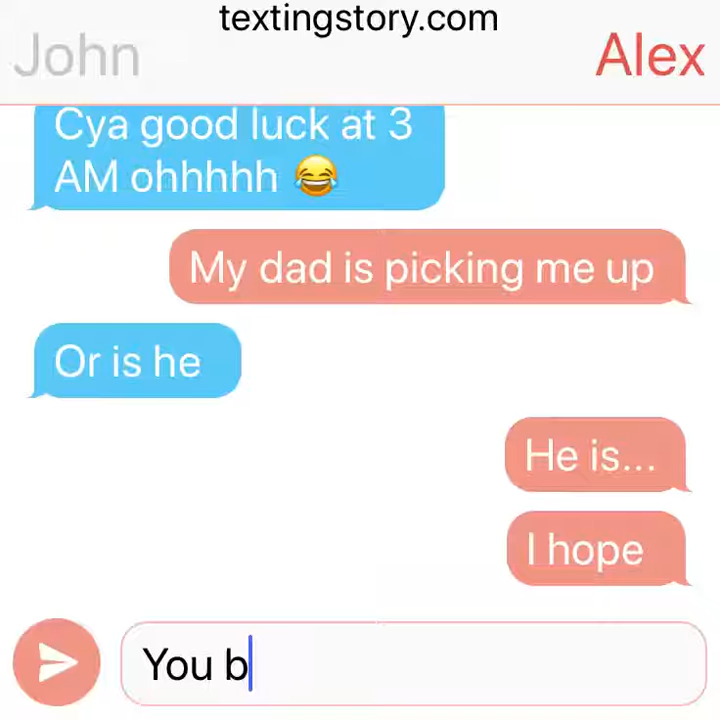 textingstory.com
John
Alex
Cya good luck at 3
AM ohhhhh 😂
My dad is picking me up
Or is he
He is...
I hope
You b